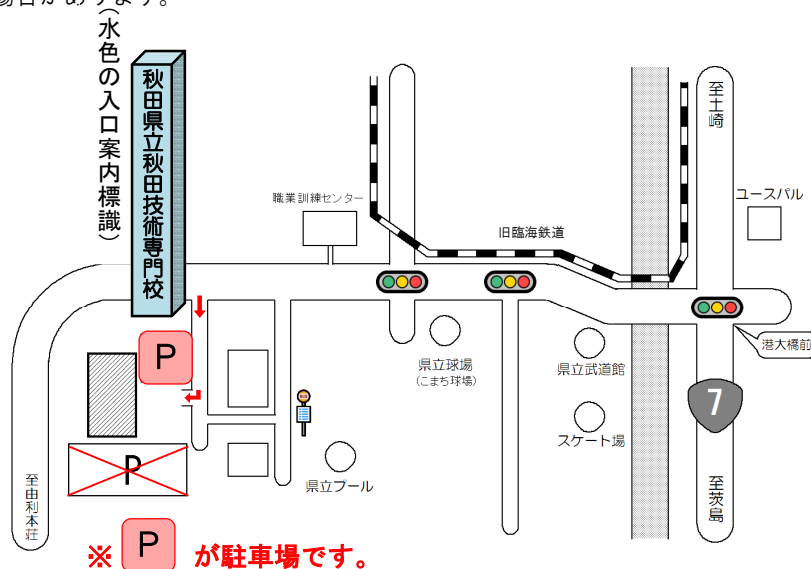 場合があります。
(水色の入口案内標識)
秋田県立秋田技術専門校
職業訓練センター
旧臨海鉄道
至土崎
ユースパル
港大橋前
県立球場
(こまち球場)
県立武道館
スケート場
7
至茨島
県立プール
BUS
P
P
至由利本荘
※ P が駐車場です。